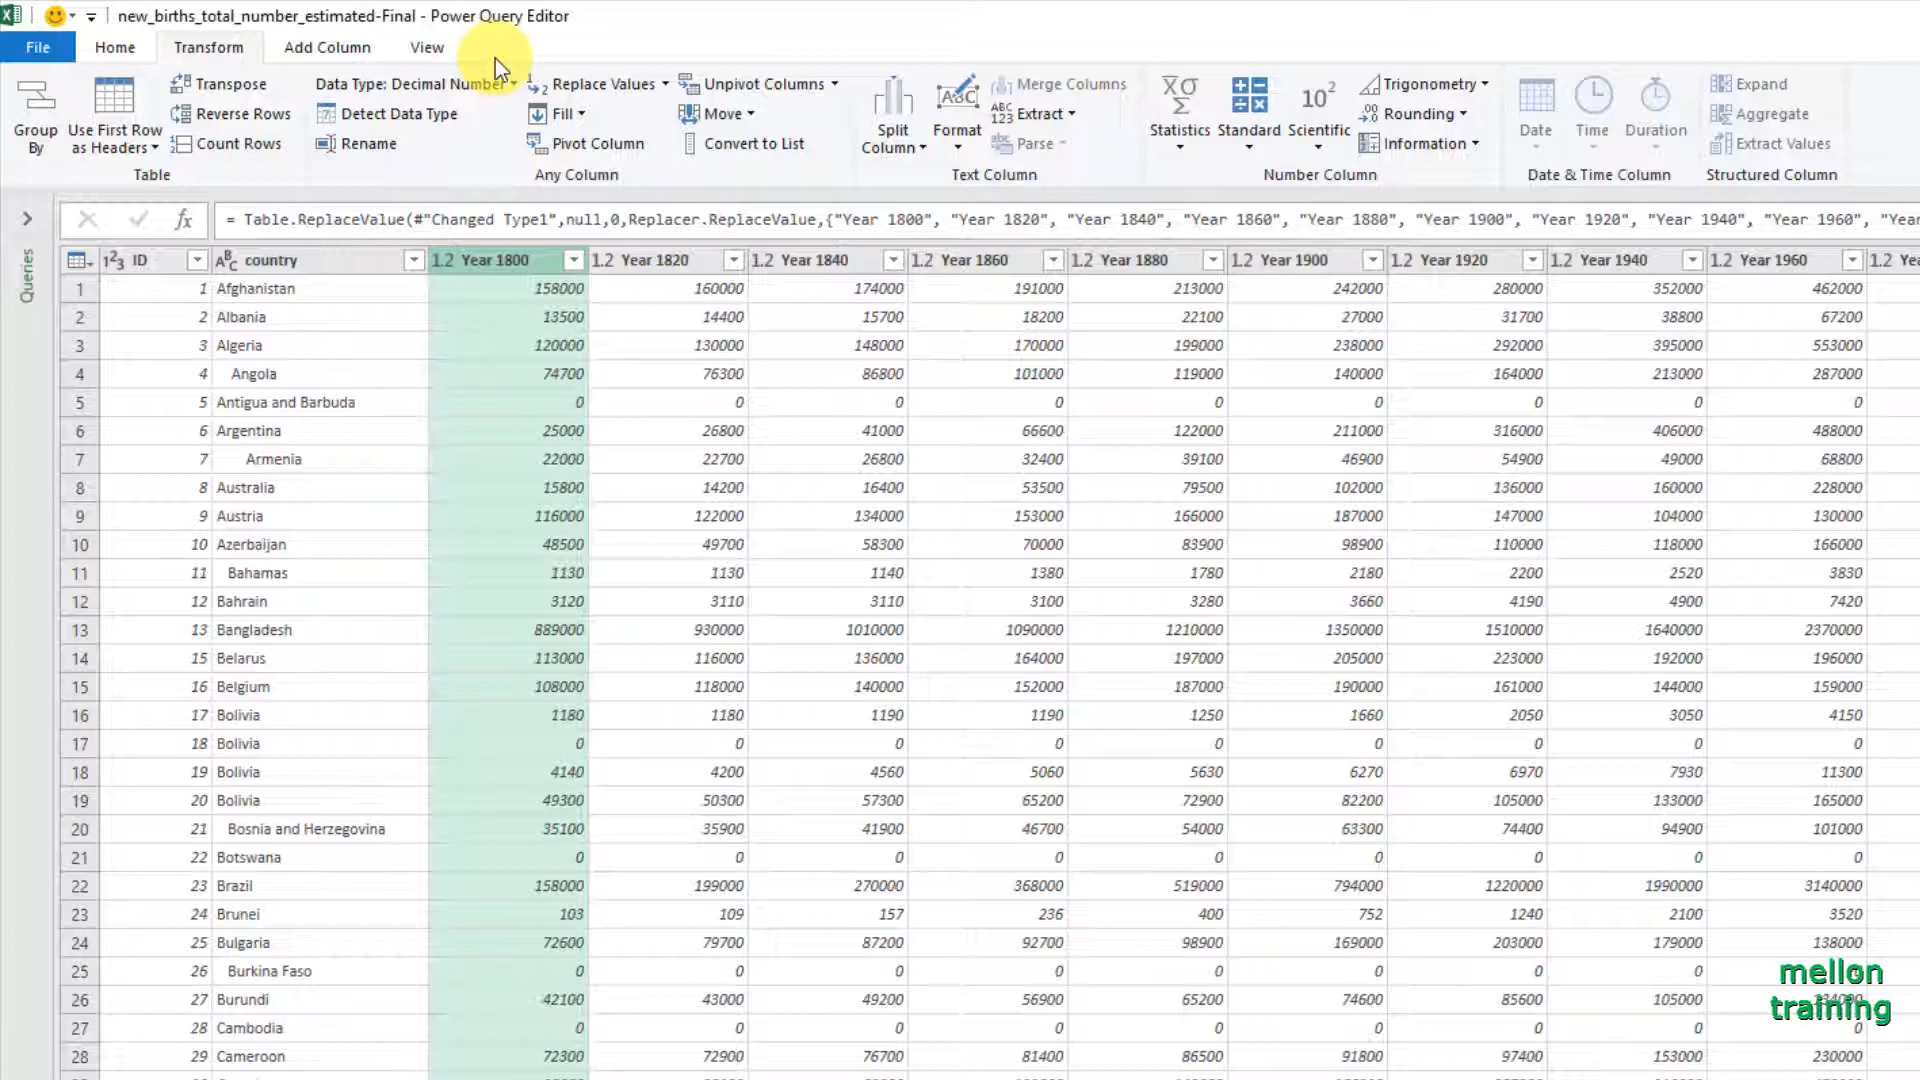 new_births_total_number_estimated-Final - Power Query Editor
File Home Transform Add Column View
Group By
Use First Row as Headers
Transpose
Reverse Rows
Count Rows
Table
Data Type: Decimal Number
Detect Data Type
Rename
Replace Values
Fill
Pivot Column
Unpivot Columns
Move
Convert to List
Any Column
Split Column
Format
Merge Columns
Extract
Parse
Text Column
Statistics
Standard
Scientific
Trigonometry
Rounding
Information
Number Column
Date
Time
Duration
Date & Time Column
Expand
Aggregate
Extract Values
Structured Column
fx = Table.ReplaceValue(#"Changed Type1",null,0,Replacer.ReplaceValue,{"Year 1800", "Year 1820", "Year 1840", "Year 1860", "Year 1880", "Year 1900", "Year 1920", "Year 1940", "Year 1960", "Year
Queries
ID country 1.2 Year 1800 1.2 Year 1820 1.2 Year 1840 1.2 Year 1860 1.2 Year 1880 1.2 Year 1900 1.2 Year 1920 1.2 Year 1940 1.2 Year 1960 1.2 Yea
1 1 Afghanistan 158000 160000 174000 191000 213000 242000 280000 352000 462000
2 2 Albania 13500 14400 15700 18200 22100 27000 31700 38800 67200
3 3 Algeria 120000 130000 148000 170000 199000 238000 292000 395000 553000
4 4 Angola 74700 76300 86800 101000 119000 140000 164000 213000 287000
5 5 Antigua and Barbuda 0 0 0 0 0 0 0 0 0
6 6 Argentina 25000 26800 41000 66600 122000 211000 316000 406000 488000
7 7 Armenia 22000 22700 26800 32400 39100 46900 54900 49000 68800
8 8 Australia 15800 14200 16400 53500 79500 102000 136000 160000 228000
9 9 Austria 116000 122000 134000 153000 166000 187000 147000 104000 130000
10 10 Azerbaijan 48500 49700 58300 70000 83900 98900 110000 118000 166000
11 11 Bahamas 1130 1130 1140 1380 1780 2180 2200 2520 3830
12 12 Bahrain 3120 3110 3110 3100 3280 3660 4190 4900 7420
13 13 Bangladesh 889000 930000 1010000 1090000 1210000 1350000 1510000 1640000 2370000
14 15 Belarus 113000 116000 136000 164000 197000 205000 223000 192000 196000
15 16 Belgium 108000 118000 140000 152000 187000 190000 161000 144000 159000
16 17 Bolivia 1180 1180 1190 1190 1250 1660 2050 3050 4150
17 18 Bolivia 0 0 0 0 0 0 0 0 0
18 19 Bolivia 4140 4200 4560 5060 5630 6270 6970 7930 11300
19 20 Bolivia 49300 50300 57300 65200 72900 82200 105000 133000 165000
20 21 Bosnia and Herzegovina 35100 35900 41900 46700 54000 63300 74400 94900 101000
21 22 Botswana 0 0 0 0 0 0 0 0 0
22 23 Brazil 158000 199000 270000 368000 519000 794000 1220000 1990000 3140000
23 24 Brunei 103 109 157 236 400 752 1240 2100 3520
24 25 Bulgaria 72600 79700 87200 92700 98900 169000 203000 179000 138000
25 26 Burkina Faso 0 0 0 0 0 0 0 0
26 27 Burundi 42100 43000 49200 56900 65200 74600 85600 105000
27 28 Cambodia 0 0 0 0 0 0 0 0 0
28 29 Cameroon 72300 72900 76700 81400 86500 91800 97400 153000 230000
mellon
training